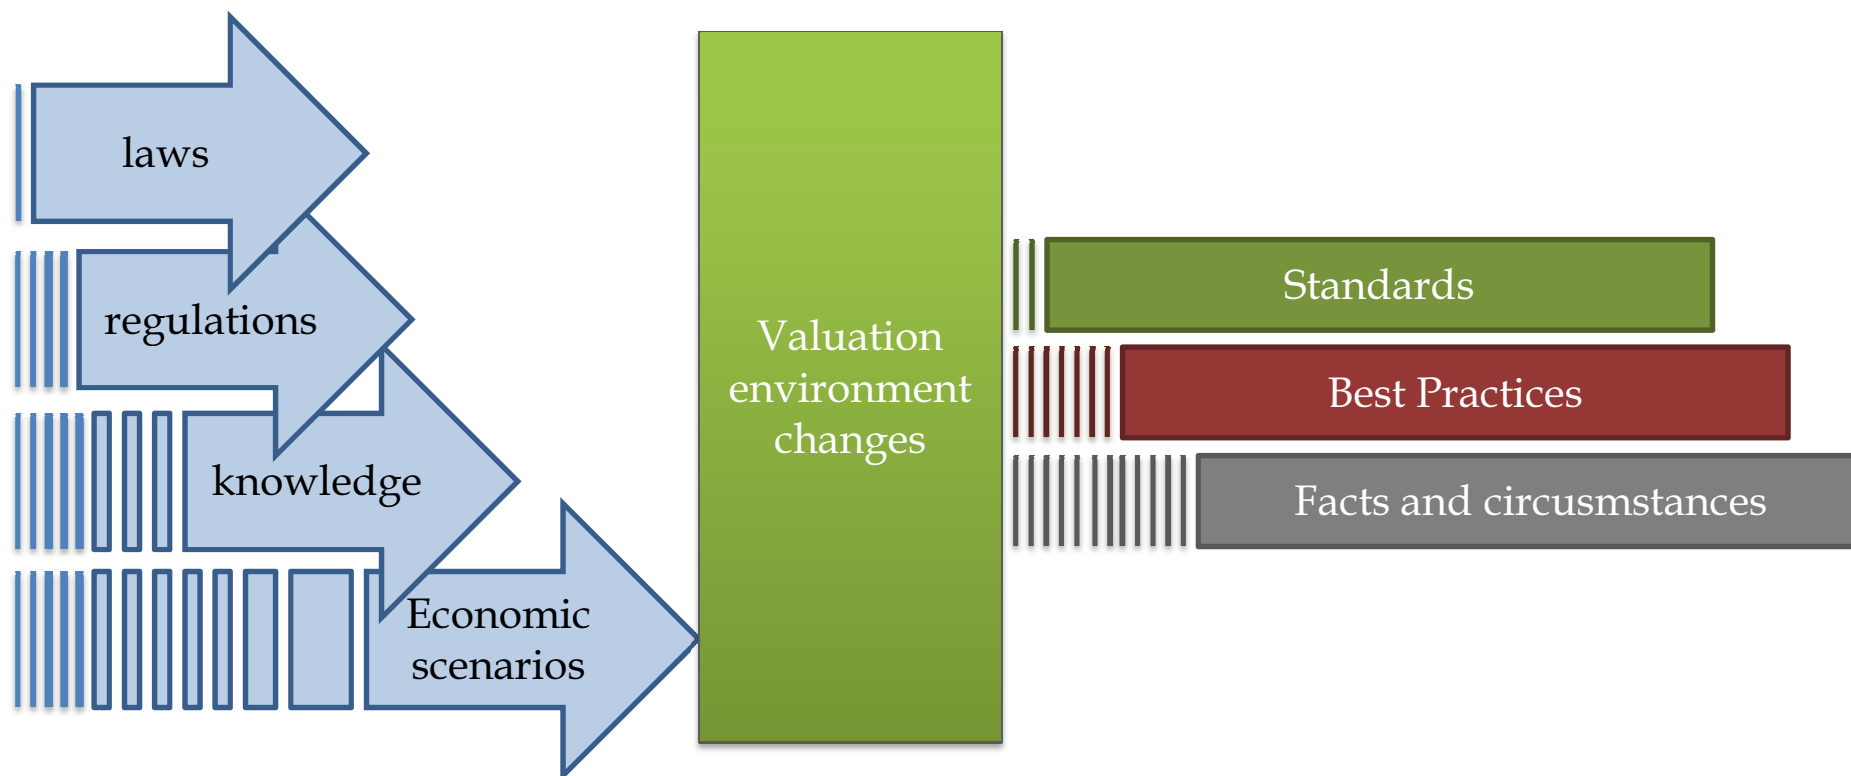 laws
regulations
knowledge
Economic
scenarios
Valuation
environment
changes
Standards
Best Practices
Facts and circusmstances